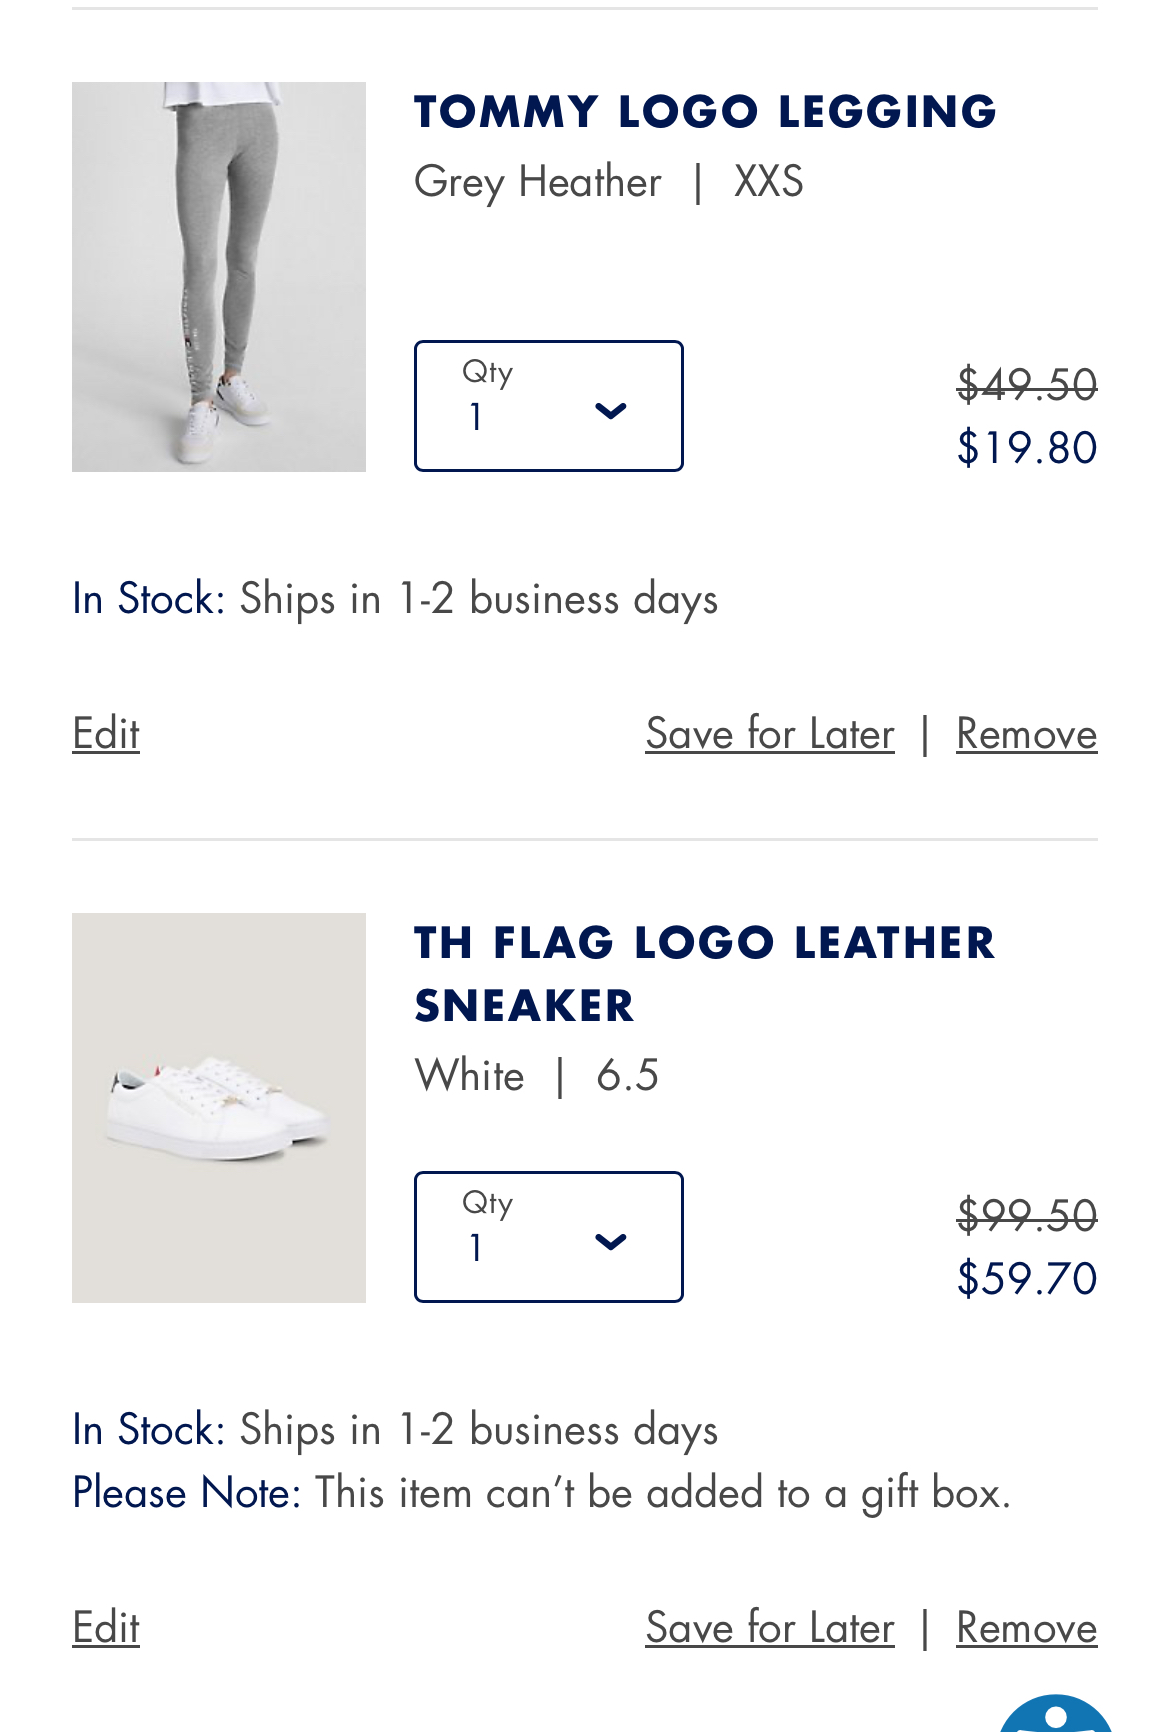 TOMMY LOGO LEGGING
Grey Heather | XXS
Qty
1
$49.50
$19.80
In Stock: Ships in 1-2 business days
Edit
Save for Later | Remove
TH FLAG LOGO LEATHER
SNEAKER
White | 6.5
Qty
1
$99.50
$59.70
In Stock: Ships in 1-2 business days
Please Note: This item can’t be added to a gift box.
Edit
Save for Later | Remove